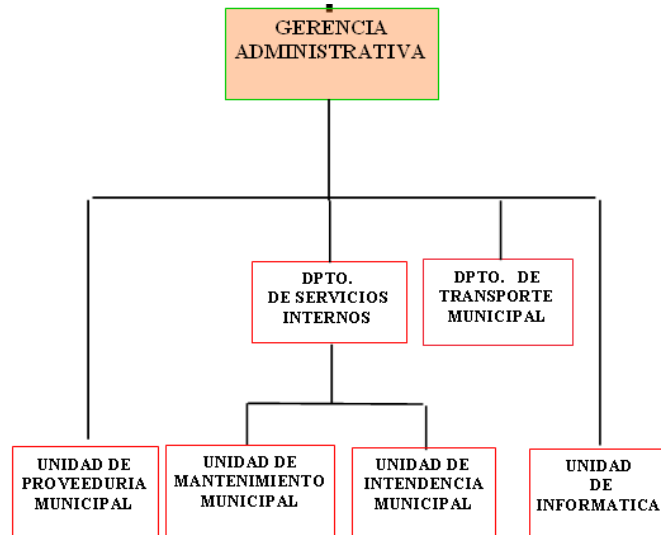 GERENCIA
ADMINISTRATIVA
DPTO.
DE SERVICIOS
INTERNOS
DPTO. DE
TRANSPORTE
MUNICIPAL
UNIDAD DE
PROVEEDURIA
MUNICIPAL
UNIDAD DE
MANTENIMIENTO
MUNICIPAL
UNIDAD DE
INTENDENCIA
MUNICIPAL
UNIDAD
DE
INFORMATICA